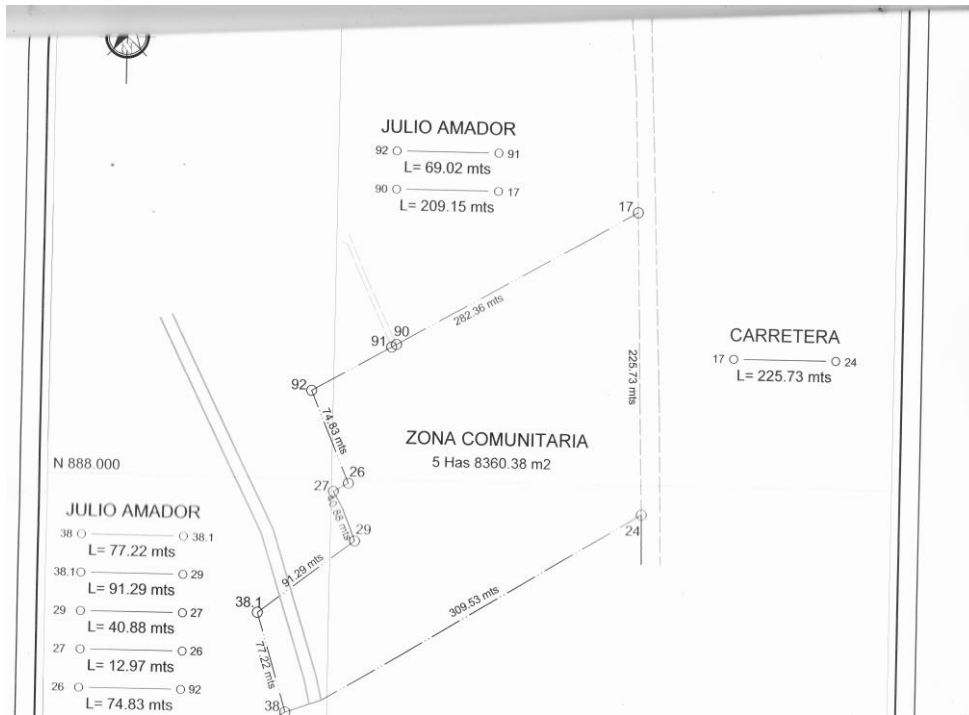 N
JULIO AMADOR
92 91
L= 69.02 mts
90 17
L= 209.15 mts
17
282.36 mts
90
91
92
225.73 mts
CARRETERA
17 24
L= 225.73 mts
74.83 mts
ZONA COMUNITARIA
5 Has 8360.38 m2
N 888.000
26
27
40.88 mts
29
24
91.29 mts
309.53 mts
38.1
77.22 mts
38
JULIO AMADOR
38 38.1
L= 77.22 mts
38.1 29
L= 91.29 mts
29 27
L= 40.88 mts
27 26
L= 12.97 mts
26 92
L= 74.83 mts